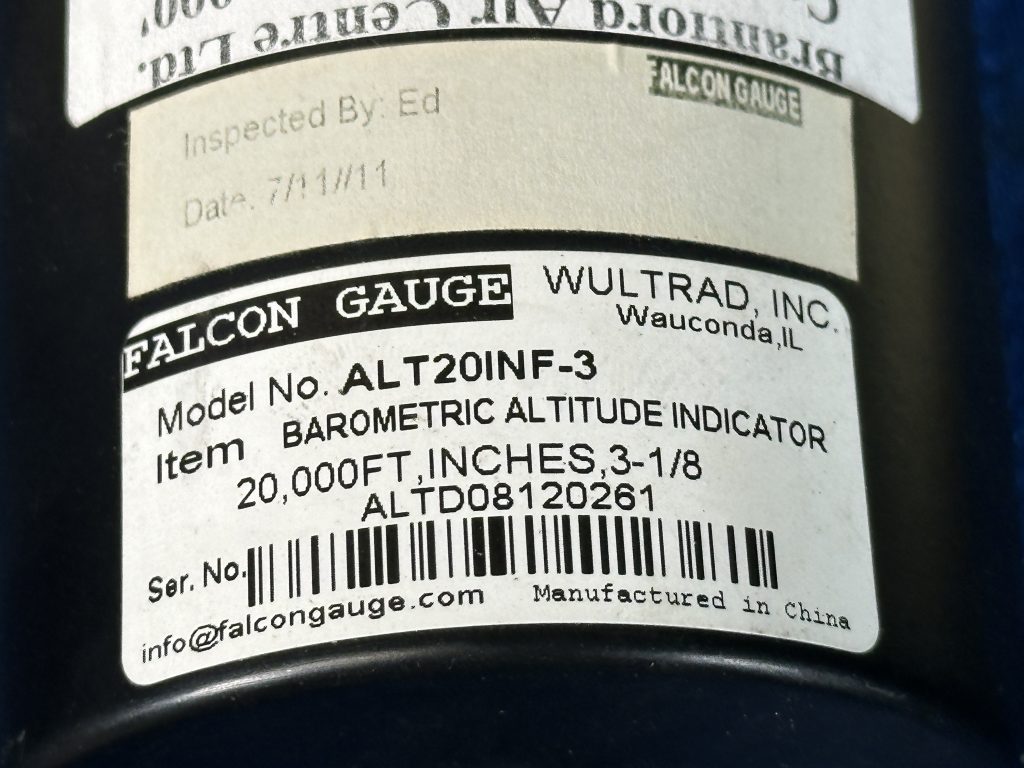 Brantford Air Centre Ltd.
FALCON GAUGE
Inspected By: Ed
Date. 7/11//11
FALCON GAUGE
WULTRAD, INC.
Wauconda,IL
Model No. ALT20INF-3
Item BAROMETRIC ALTITUDE INDICATOR
20,000FT,INCHES,3-1/8
ALTD08120261
Ser. No.
info@falcongauge.com Manufactured in China